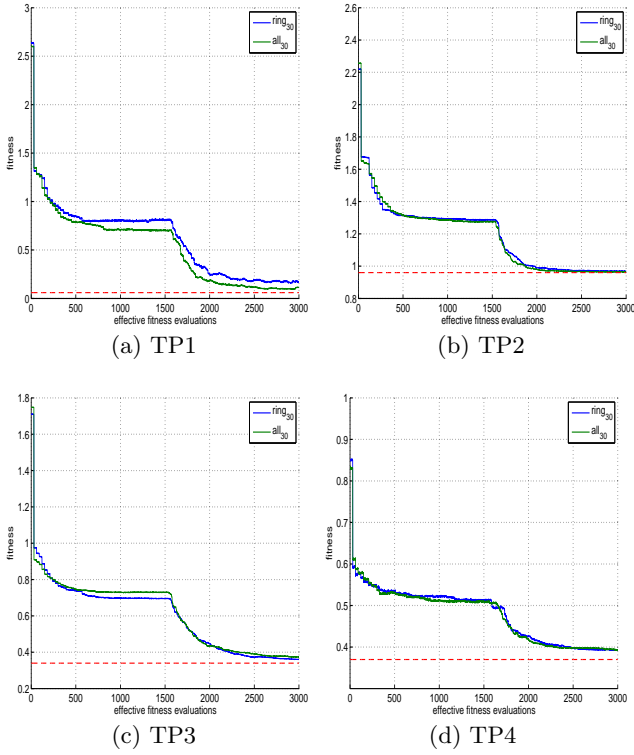 3
2.5
2
1.5
1
0.5
0
fitness
ring30
all30
0 500 1000 1500 2000 2500 3000
effective fitness evaluations
(a) TP1
2.6
2.4
2.2
2
1.8
1.6
1.4
1.2
1
0.8
fitness
ring30
all30
0 500 1000 1500 2000 2500 3000
effective fitness evaluations
(b) TP2
1.8
1.6
1.4
1.2
1
0.8
0.6
0.4
0.2
fitness
ring30
all30
0 500 1000 1500 2000 2500 3000
effective fitness evaluations
(c) TP3
1
0.9
0.8
0.7
0.6
0.5
0.4
fitness
ring30
all30
0 500 1000 1500 2000 2500 3000
effective fitness evaluations
(d) TP4